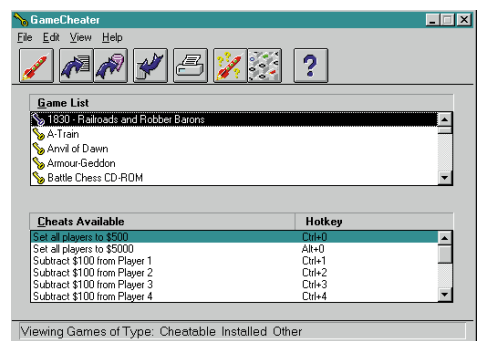 GameCheater
File Edit View Help
?
Game List
1830 - Railroads and Robber Barons
A-Train
Anvil of Dawn
Armour-Geddon
Battle Chess CD-ROM
Cheats Available Hotkey
Set all players to $500 Ctrl+0
Set all players to $5000 Alt+0
Subtract $100 from Player 1 Ctrl+1
Subtract $100 from Player 2 Ctrl+2
Subtract $100 from Player 3 Ctrl+3
Subtract $100 from Player 4 Ctrl+4
Viewing Games of Type: Cheatable Installed Other